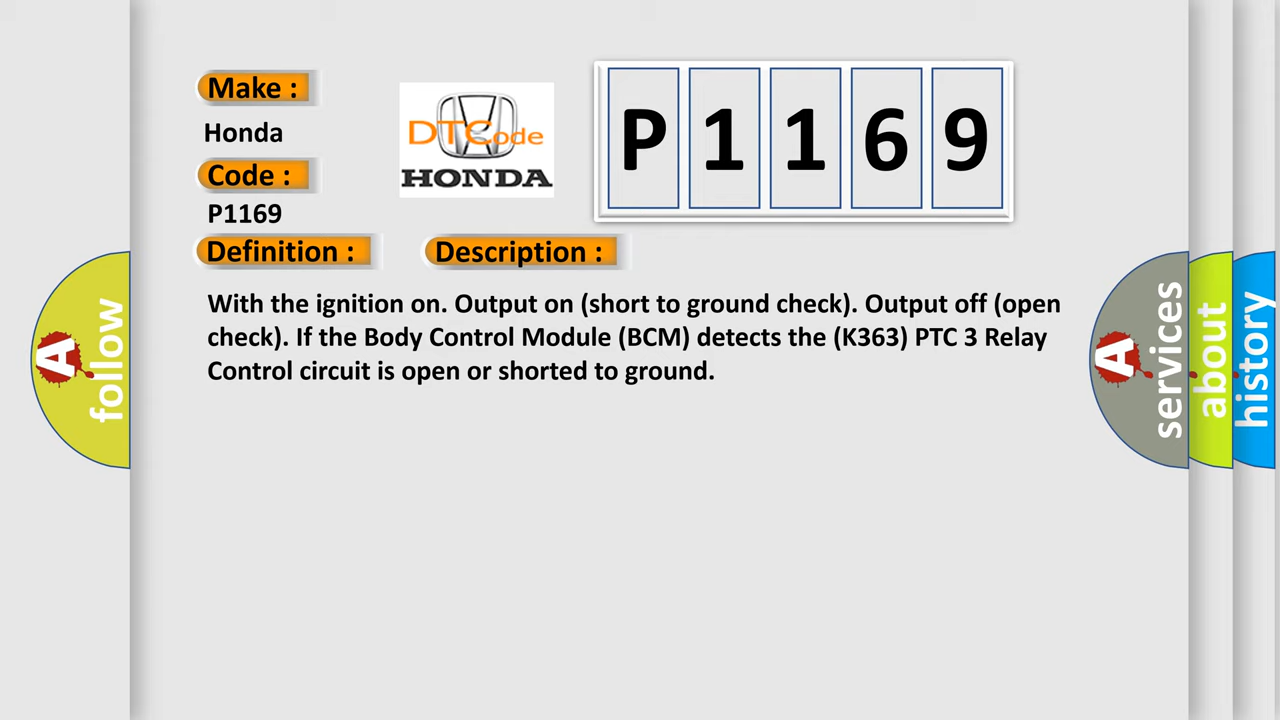 Make :
Honda
Code :
P1169
DTCode
HONDA
P 1 1 6 9
Definition :
Description :
With the ignition on. Output on (short to ground check). Output off (open
check). If the Body Control Module (BCM) detects the (K363) PTC 3 Relay
Control circuit is open or shorted to ground.
A
follow
A
services
about
history